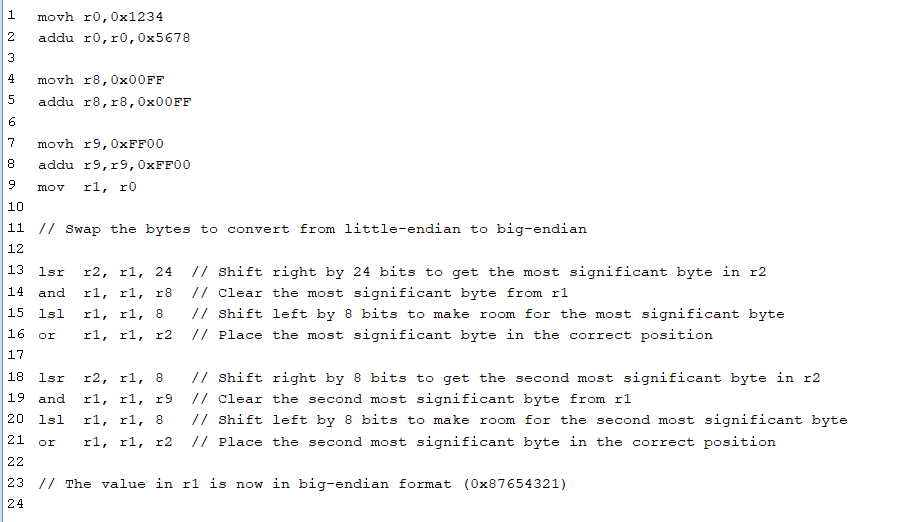 1 movh r0,0x1234
2 addu r0,r0,0x5678
3
4 movh r8,0x00FF
5 addu r8,r8,0x00FF
6
7 movh r9,0xFF00
8 addu r9,r9,0xFF00
9 mov  r1, r0
10
11 // Swap the bytes to convert from little-endian to big-endian
12
13 lsr  r2, r1, 24  // Shift right by 24 bits to get the most significant byte in r2
14 and  r1, r1, r8  // Clear the most significant byte from r1
15 lsl  r1, r1, 8   // Shift left by 8 bits to make room for the most significant byte
16 or   r1, r1, r2  // Place the most significant byte in the correct position
17
18 lsr  r2, r1, 8   // Shift right by 8 bits to get the second most significant byte in r2
19 and  r1, r1, r9  // Clear the second most significant byte from r1
20 lsl  r1, r1, 8   // Shift left by 8 bits to make room for the second most significant byte
21 or   r1, r1, r2  // Place the second most significant byte in the correct position
22
23 // The value in r1 is now in big-endian format (0x87654321)
24